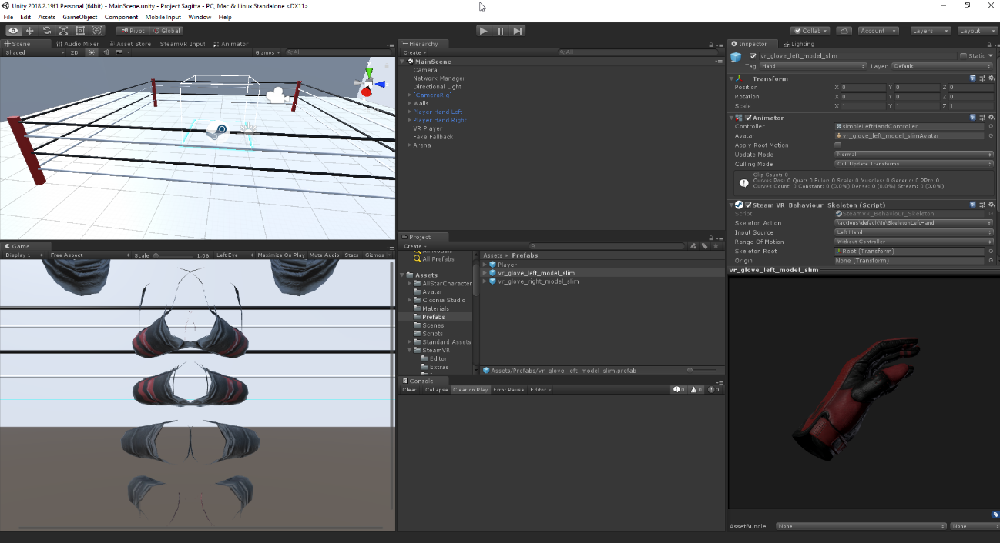 Unity 2018.2.19f1 Personal (64bit) - MainScene.unity - Project Sagitta - PC, Mac & Linux Standalone <DX11>
File Edit Assets GameObject Component Mobile Input Window Help
Pivot Global Collab Account Layers Layout
Scene Audio Mixer Asset Store SteamVR Input Animator
Shaded 2D Gizmos All
Hierarchy
Create All
MainScene
Camera
Network Manager
Directional Light
[CameraRig]
Walls
Player Hand Left
Player Hand Right
VR Player
Fake Fallback
Arena
Game
Display 1 Free Aspect Scale 1.06x Left Eye Maximize On Play Mute Audio Stats Gizmos
Project
Create
All Models
All Prefabs
Assets
AllStarCharacter
Avatar
Ciconia Studio
Materials
Prefabs
Scenes
Scripts
Standard Assets
SteamVR
Editor
Extras
Assets Prefabs
Player
vr_glove_left_model_slim
vr_glove_right_model_slim
Assets/Prefabs/vr_glove_left_model_slim.prefab
Console
Clear Collapse Clear on Play Error Pause Editor 0 0 0
Inspector Lighting
vr_glove_left_model_slim Static
Tag Hand Layer Default
Transform
Position X 0 Y 0 Z 0
Rotation X 0 Y 0 Z 0
Scale X 1 Y 1 Z 1
Animator
Controller simpleLeftHandController
Avatar vr_glove_left_model_slimAvatar
Apply Root Motion
Update Mode Normal
Culling Mode Cull Update Transforms
Clip Count: 0
Curves Pos: 0 Quat: 0 Euler: 0 Scale: 0 Muscles: 0 Generic: 0 PPtr: 0
Curves Count: 0 Constant: 0 (0.0%) Dense: 0 (0.0%) Stream: 0 (0.0%)
Steam VR_Behaviour_Skeleton (Script)
Script SteamVR_Behaviour_Skeleton
Skeleton Action \actions\default\in\SkeletonLeftHand
Input Source Left Hand
Range Of Motion Without Controller
Skeleton Root Root (Transform)
Origin None (Transform)
vr_glove_left_model_slim
AssetBundle None None